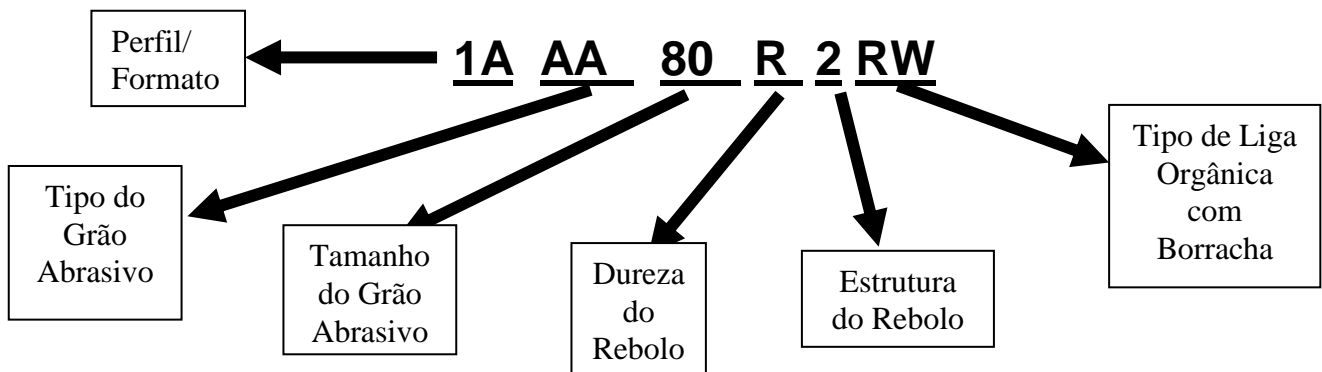 Perfil/
Formato
1A AA 80 R 2 RW
Tipo do
Grão
Abrasivo
Tamanho
do Grão
Abrasivo
Dureza
do
Rebolo
Estrutura
do Rebolo
Tipo de Liga
Orgânica
com
Borracha